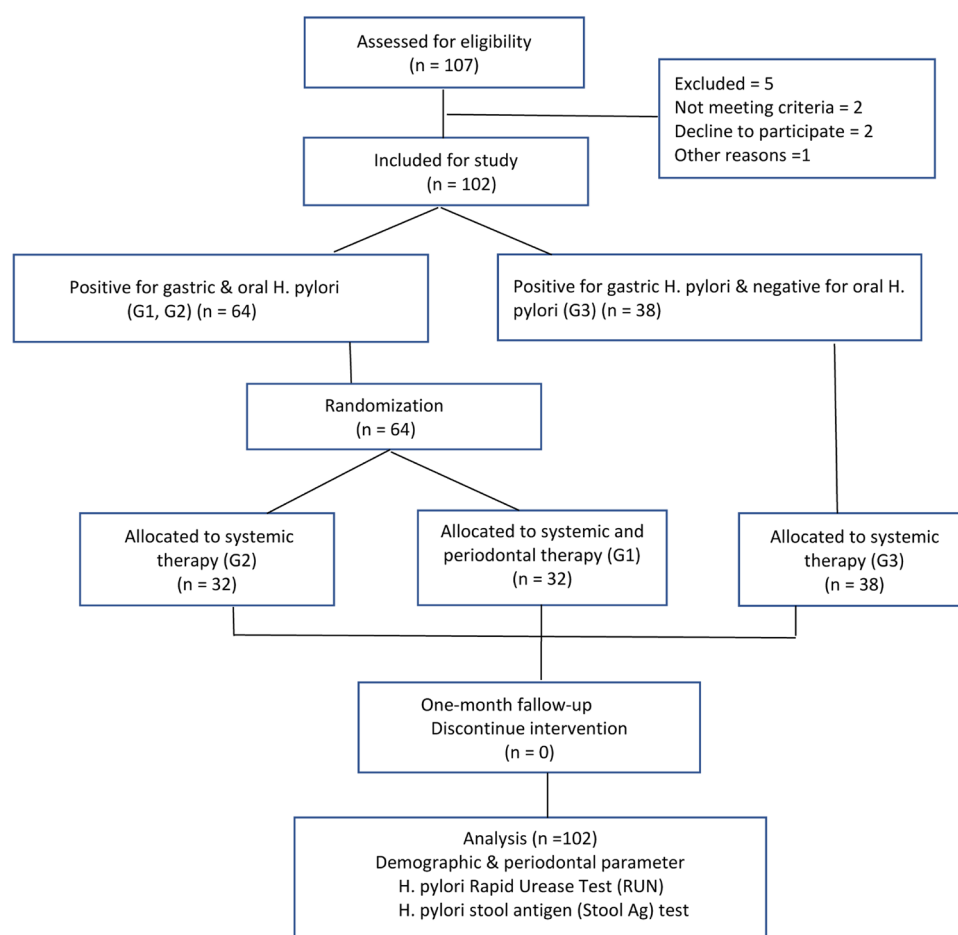 Assessed for eligibility
(n = 107)
Excluded = 5
Not meeting criteria = 2
Decline to participate = 2
Other reasons =1
Included for study
(n = 102)
Positive for gastric & oral H. pylori
(G1, G2) (n = 64)
Positive for gastric H. pylori & negative for oral H.
pylori (G3) (n = 38)
Randomization
(n = 64)
Allocated to systemic
therapy (G2)
(n = 32)
Allocated to systemic and
periodontal therapy (G1)
(n = 32)
Allocated to systemic
therapy (G3)
(n = 38)
One-month fallow-up
Discontinue intervention
(n = 0)
Analysis (n =102)
Demographic & periodontal parameter
H. pylori Rapid Urease Test (RUN)
H. pylori stool antigen (Stool Ag) test